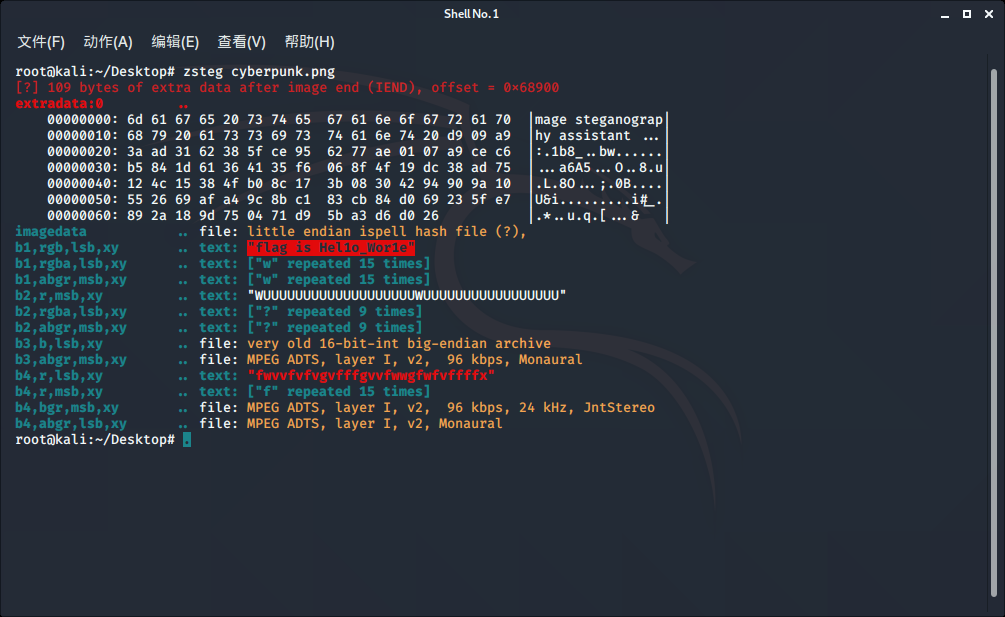 Shell No. 1
文件(F) 动作(A) 编辑(E) 查看(V) 帮助(H)
root@kali:~/Desktop# zsteg cyberpunk.png
[?] 109 bytes of extra data after image end (IEND), offset = 0×68900
extradata:0 ..
00000000: 6d 61 67 65 20 73 74 65 67 61 6e 6f 67 72 61 70 |mage steganograp|
00000010: 68 79 20 61 73 73 69 73 74 61 6e 74 20 d9 09 a9 |hy assistant ...|
00000020: 3a ad 31 62 38 5f ce 95 62 77 ae 01 07 a9 ce c6 |:.1b8_..bw......|
00000030: b5 84 1d 61 36 41 35 f6 06 8f 4f 19 dc 38 ad 75 |...a6A5...O..8.u|
00000040: 12 4c 15 38 4f b0 8c 17 3b 08 30 42 94 90 9a 10 |.L.8O...;.0B....|
00000050: 55 26 69 af a4 9c 8b c1 83 cb 84 d0 69 23 5f e7 |U&i.........i#_.|
00000060: 89 2a 18 9d 75 04 71 d9 5b a3 d6 d0 26 |.*..u.q.[...& |
imagedata .. file: little endian ispell hash file (?),
b1,rgb,lsb,xy .. text: "flag is Hel1o_Wor1e"
b1,rgba,lsb,xy .. text: ["w" repeated 15 times]
b1,abgr,msb,xy .. text: ["w" repeated 15 times]
b2,r,msb,xy .. text: "WUUUUUUUUUUUUUUUUUUUWUUUUUUUUUUUUUUUUU"
b2,rgba,lsb,xy .. text: ["?" repeated 9 times]
b2,abgr,msb,xy .. text: ["?" repeated 9 times]
b3,b,lsb,xy .. file: very old 16-bit-int big-endian archive
b3,abgr,msb,xy .. file: MPEG ADTS, layer I, v2, 96 kbps, Monaural
b4,r,lsb,xy .. text: "fwvvfvfvgvfffgvvfwwgfwfvffffx"
b4,r,msb,xy .. text: ["f" repeated 15 times]
b4,bgr,msb,xy .. file: MPEG ADTS, layer I, v2, 96 kbps, 24 kHz, JntStereo
b4,abgr,lsb,xy .. file: MPEG ADTS, layer I, v2, Monaural
root@kali:~/Desktop#